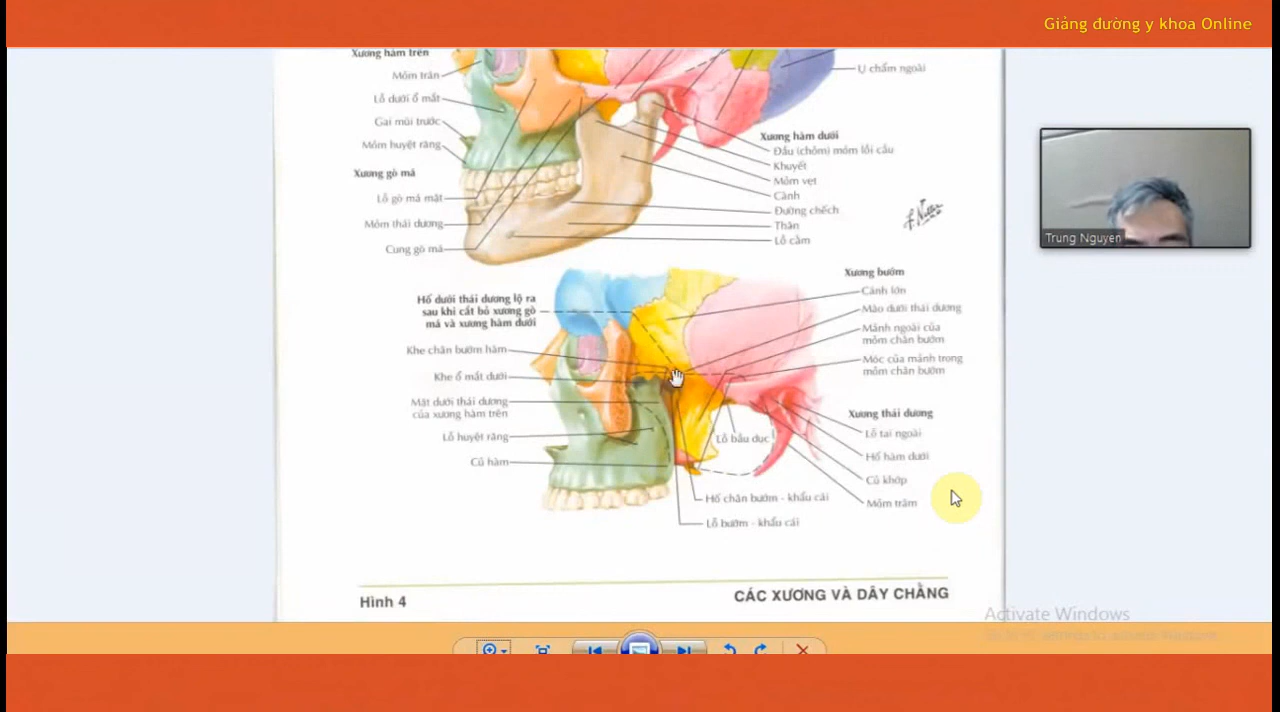 Giảng đường y khoa Online
Xương hàm trên
Mỏm trán
Lỗ dưới ổ mắt
Gai mũi trước
Mỏm huyệt răng
Xương gò má
Lỗ gò má mặt
Mỏm thái dương
Cung gò má
Ụ chẩm ngoài
Xương hàm dưới
Đầu (chỏm) mỏm lồi cầu
Khuyết
Mỏm vẹt
Cành
Đường chếch
Thân
Lỗ cằm
Trung Nguyen
Hố dưới thái dương lộ ra
sau khi cắt bỏ xương gò
má và xương hàm dưới
Khe chân bướm hàm
Khe ổ mắt dưới
Mặt dưới thái dương
của xương hàm trên
Lỗ huyệt răng
Củ hàm
Xương bướm
Cánh lớn
Mào dưới thái dương
Mảnh ngoài của
mỏm chân bướm
Móc của mảnh trong
mỏm chân bướm
Xương thái dương
Lỗ tai ngoài
Hố hàm dưới
Củ khớp
Mỏm trâm
Lỗ bầu dục
Hố chân bướm - khẩu cái
Lỗ bướm - khẩu cái
Hình 4
CÁC XƯƠNG VÀ DÂY CHẰNG
Activate Windows